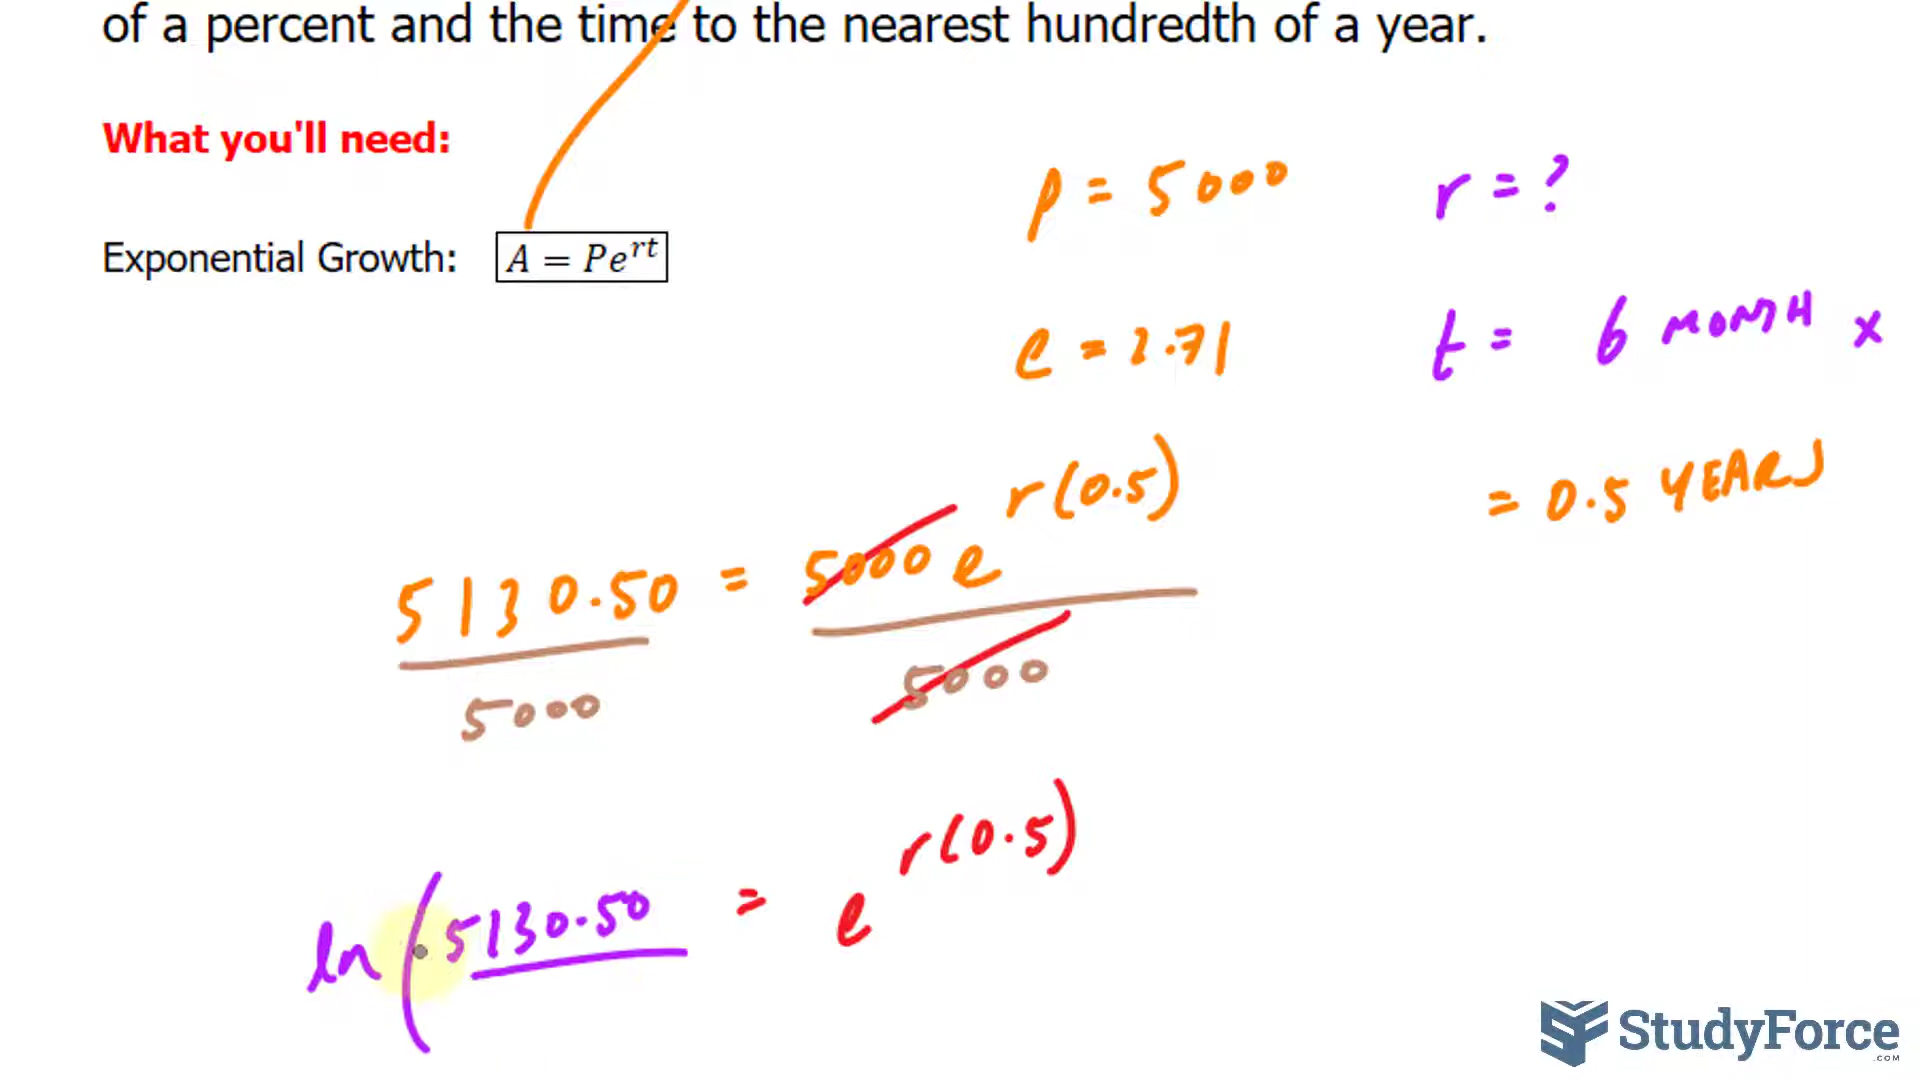 of a percent and the time to the nearest hundredth of a year.
What you'll need:
P = 5000 r = ?
Exponential Growth: A = Pe^{rt}
e = 2.71 t = 6 MONTH x
= 0.5 YEARS
5130.50 = 5000 e^{r(0.5)}
5000 5000
ln ( 5130.50 = e^{r(0.5)}
StudyForce
.COM